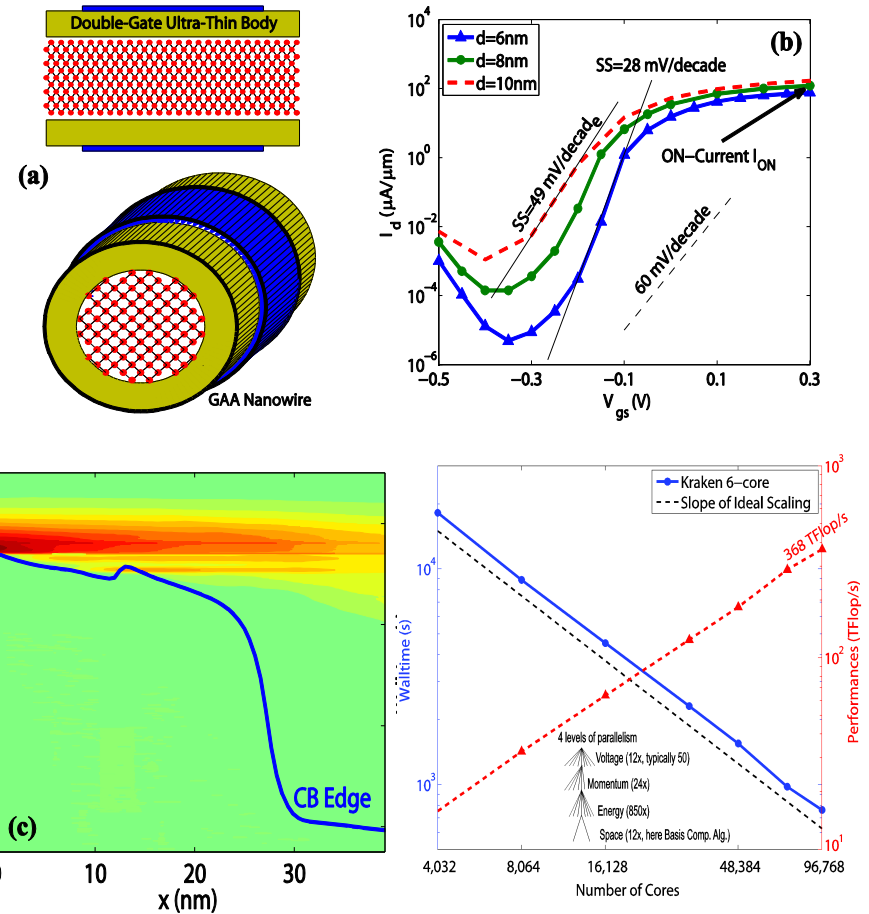 Double-Gate Ultra-Thin Body
(a)
GAA Nanowire
10^4
10^2
10^0
10^-2
10^-4
10^-6
I_d (μA/μm)
d=6nm
d=8nm
d=10nm
(b)
SS=28 mV/decade
SS=49 mV/decade
ON-Current I_ON
60 mV/decade
-0.5
-0.3
-0.1
0.1
0.3
V_gs (V)
CB Edge
(c)
10
20
30
x (nm)
Walltime (s)
10^4
10^3
Kraken 6-core
Slope of Ideal Scaling
368 TFlop/s
4 levels of parallelism
Voltage (12x, typically 50)
Momentum (24x)
Energy (850x)
Space (12x, here Basis Comp. Alg.)
10^3
10^2
10^1
Performances (TFlop/s)
4,032
8,064
16,128
48,384
96,768
Number of Cores